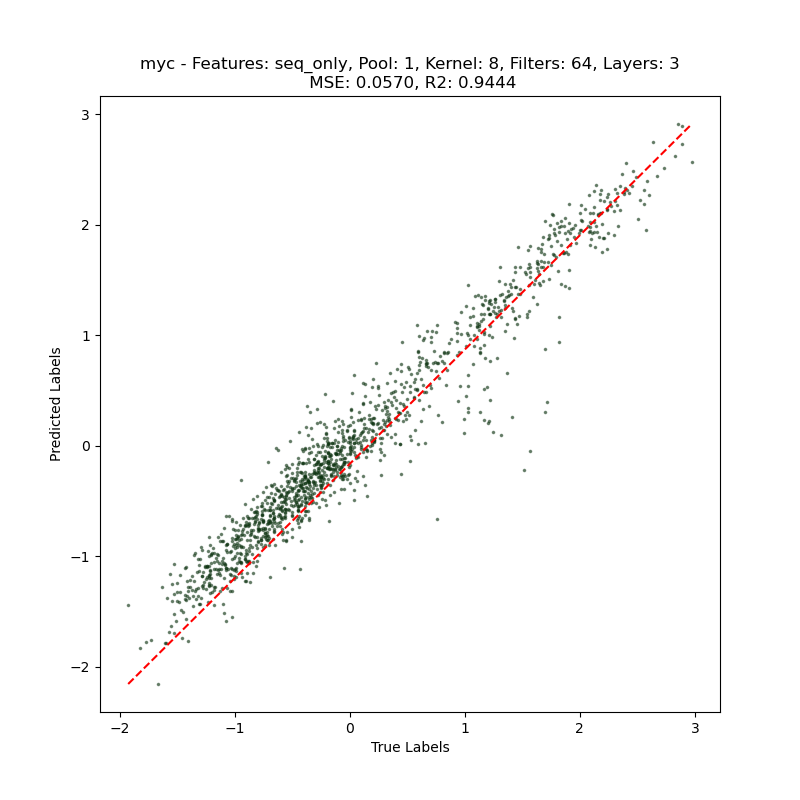 myc - Features: seq_only, Pool: 1, Kernel: 8, Filters: 64, Layers: 3
MSE: 0.0570, R2: 0.9444
3
2
1
0
−1
−2
Predicted Labels
−2 −1 0 1 2 3
True Labels